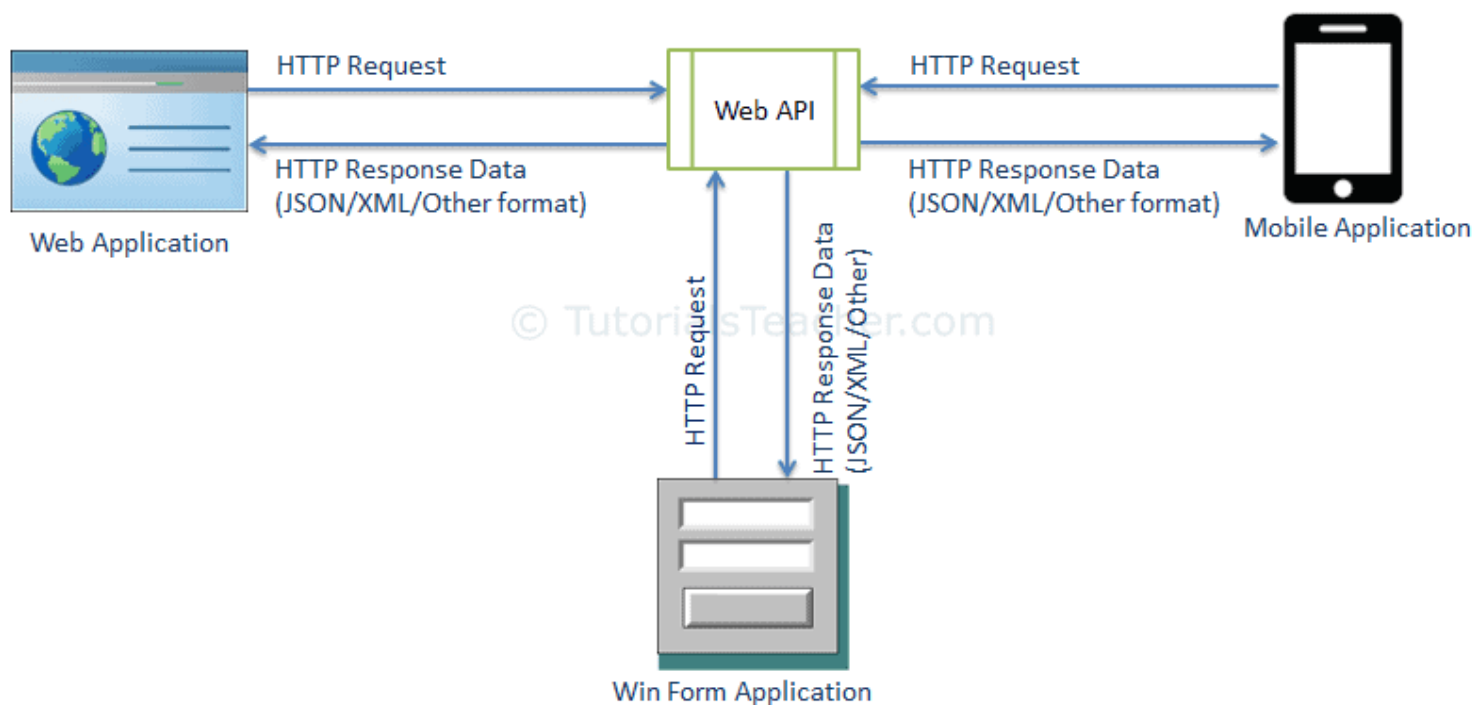 HTTP Request
HTTP Response Data
(JSON/XML/Other format)
Web Application
Web API
HTTP Request
HTTP Response Data
(JSON/XML/Other format)
Mobile Application
HTTP Request
HTTP Response Data
(JSON/XML/Other)
© TutorialsTeacher.com
Win Form Application